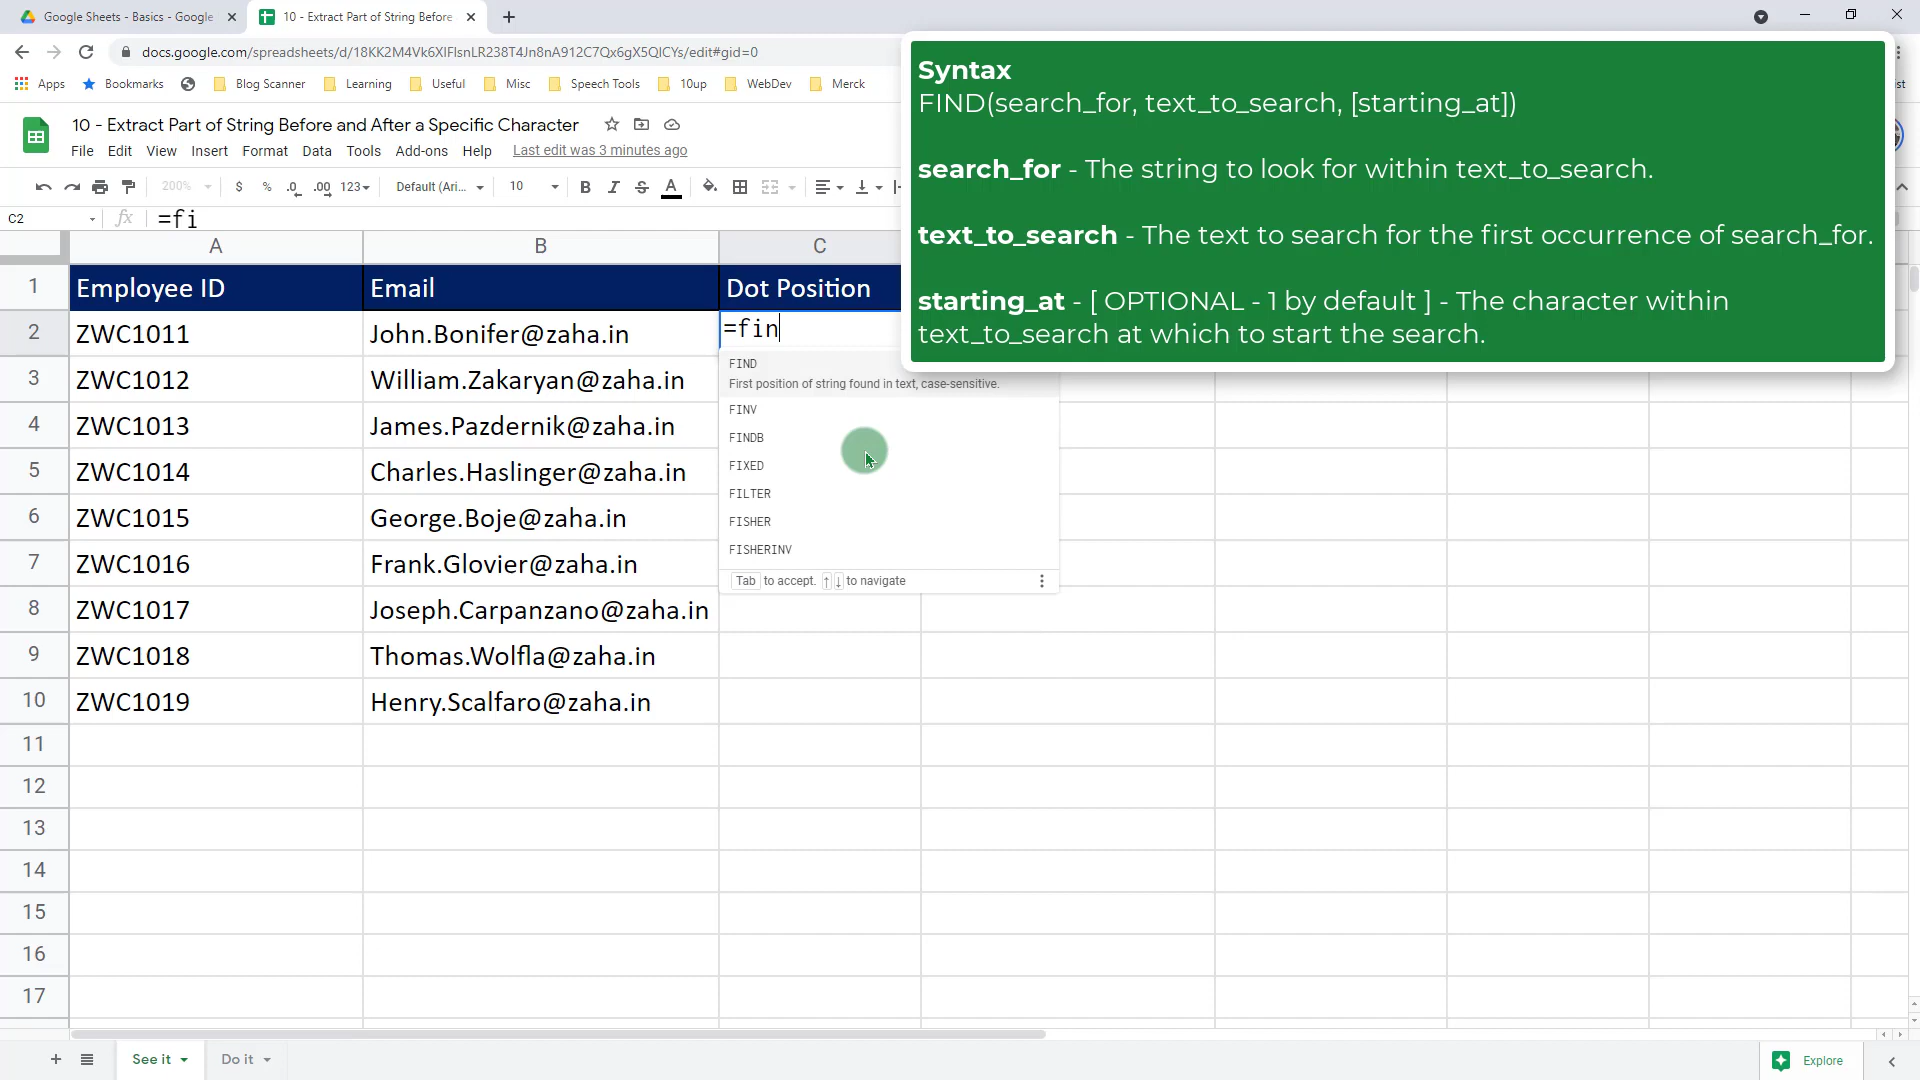 Google Sheets - Basics - Google
10 - Extract Part of String Before
docs.google.com/spreadsheets/d/18KK2M4Vk6XIFlsnLR238T4Jn8nA912C7Qx6gX5QlCYs/edit#gid=0
Apps Bookmarks Blog Scanner Learning Useful Misc Speech Tools 10up WebDev Merck
10 - Extract Part of String Before and After a Specific Character
File Edit View Insert Format Data Tools Add-ons Help Last edit was 3 minutes ago
200% $ % .0 .00 123 Default (Ari... 10 B I S A
C2 fx =fi
Syntax
FIND(search_for, text_to_search, [starting_at])
search_for - The string to look for within text_to_search.
text_to_search - The text to search for the first occurrence of search_for.
starting_at - [ OPTIONAL - 1 by default ] - The character within
text_to_search at which to start the search.
A B C
1 Employee ID Email Dot Position
2 ZWC1011 John.Bonifer@zaha.in =fin
3 ZWC1012 William.Zakaryan@zaha.in
4 ZWC1013 James.Pazdernik@zaha.in
5 ZWC1014 Charles.Haslinger@zaha.in
6 ZWC1015 George.Boje@zaha.in
7 ZWC1016 Frank.Glovier@zaha.in
8 ZWC1017 Joseph.Carpanzano@zaha.in
9 ZWC1018 Thomas.Wolfla@zaha.in
10 ZWC1019 Henry.Scalfaro@zaha.in
11
12
13
14
15
16
17
FIND
First position of string found in text, case-sensitive.
FINV
FINDB
FIXED
FILTER
FISHER
FISHERINV
Tab to accept. ↑ ↓ to navigate
See it Do it Explore